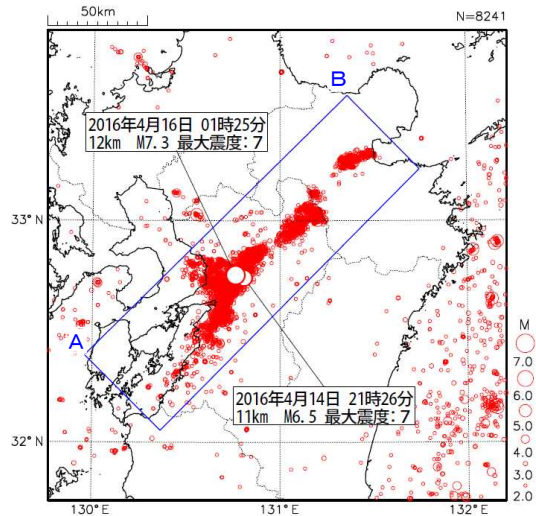 50km
N=8241
B
2016年4月16日 01時25分
12km M7.3 最大震度:7
33°N
A
M
7.0
6.0
5.0
4.0
3.0
2.0
2016年4月14日 21時26分
11km M6.5 最大震度:7
32°N
130°E
131°E
132°E